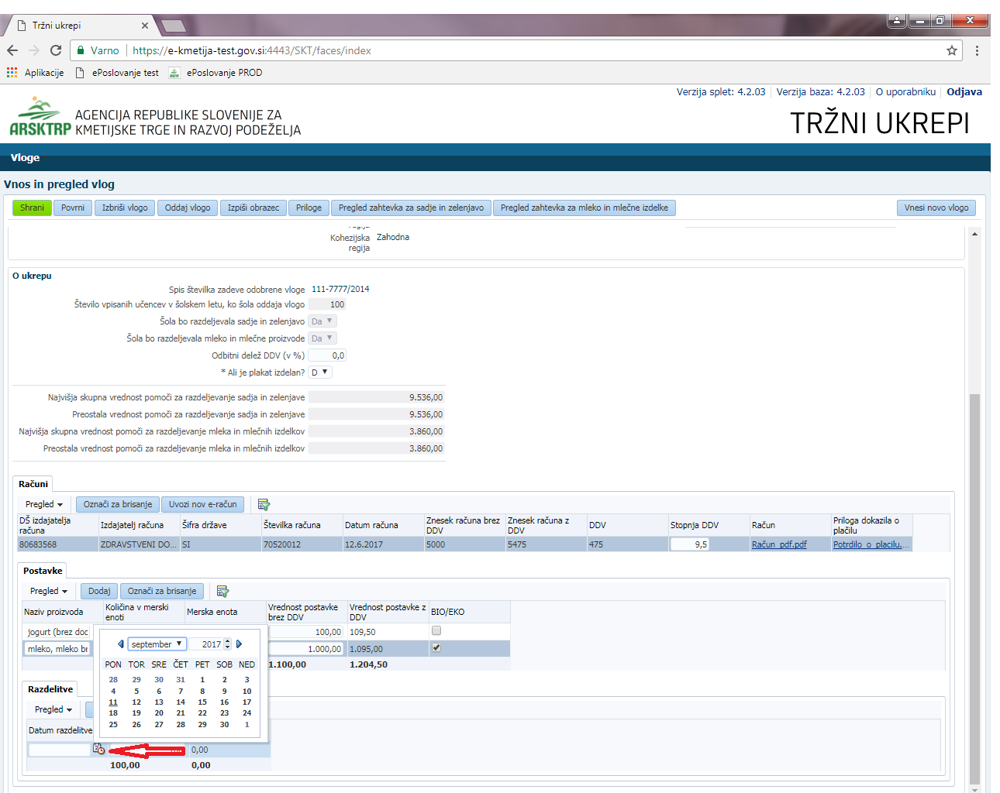 Tržni ukrepi
Varno | https://e-kmetija-test.gov.si:4443/SKT/faces/index
Aplikacije ePoslovanje test ePoslovanje PROD
Verzija splet: 4.2.03 Verzija baza: 4.2.03 O uporabniku Odjava
ARSKTRP
AGENCIJA REPUBLIKE SLOVENIJE ZA
KMETIJSKE TRGE IN RAZVOJ PODEŽELJA
TRŽNI UKREPI
Vloge
Vnos in pregled vlog
Shrani Povrni Izbriši vlogo Oddaj vlogo Izpiši obrazec Priloge Pregled zahtevka za sadje in zelenjavo Pregled zahtevka za mleko in mlečne izdelke Vnesi novo vlogo
Kohezijska regija Zahodna
O ukrepu
Spis številka zadeve odobrene vloge 111-7777/2014
Število vpisanih učencev v šolskem letu, ko šola oddaja vlogo 100
Šola bo razdeljevala sadje in zelenjavo Da
Šola bo razdeljevala mleko in mlečne proizvode Da
Odbitni delež DDV (v %) 0,0
* Ali je plakat izdelan? D
Najvišja skupna vrednost pomoči za razdeljevanje sadja in zelenjave 9.536,00
Preostala vrednost pomoči za razdeljevanje sadja in zelenjave 9.536,00
Najvišja skupna vrednost pomoči za razdeljevanje mleka in mlečnih izdelkov 3.860,00
Preostala vrednost pomoči za razdeljevanje mleka in mlečnih izdelkov 3.860,00
Računi
Pregled Označi za brisanje Uvozi nov e-račun
DŠ izdajatelja računa Izdajatelj računa Šifra države Številka računa Datum računa Znesek računa brez DDV Znesek računa z DDV DDV Stopnja DDV Račun Priloga dokazila o plačilu
80683568 ZDRAVSTVENI DO... SI 70520012 12.6.2017 5000 5475 475 9,5 Račun_pdf.pdf Potrdilo_o_placilu....
Postavke
Pregled Dodaj Označi za brisanje
Naziv proizvoda Količina v merski enoti Merska enota Vrednost postavke brez DDV Vrednost postavke z DDV BIO/EKO
jogurt (brez doc 100,00 109,50
mleko, mleko br 1.000,00 1.095,00
1.100,00 1.204,50
september 2017
PON TOR SRE ČET PET SOB NED
28 29 30 31 1 2 3
4 5 6 7 8 9 10
11 12 13 14 15 16 17
18 19 20 21 22 23 24
25 26 27 28 29 30 1
Razdelitve
Pregled
Datum razdelitve
0,00
100,00 0,00